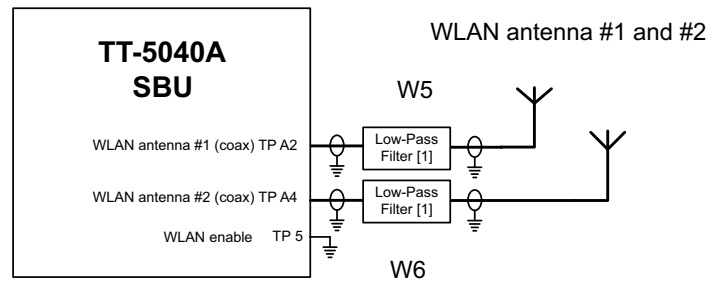 WLAN antenna #1 and #2
TT-5040A
SBU
W5
WLAN antenna #1 (coax) TP A2
Low-Pass
Filter [1]
WLAN antenna #2 (coax) TP A4
Low-Pass
Filter [1]
WLAN enable TP 5
W6